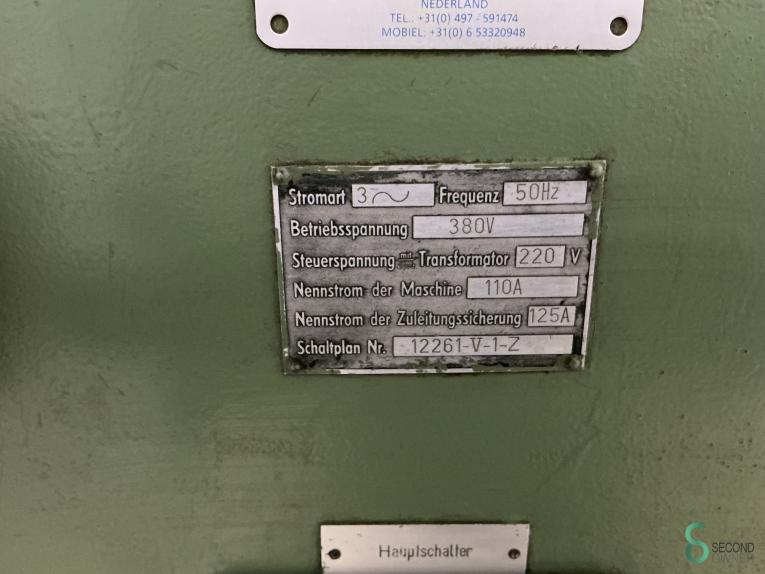 NEDERLAND
TEL.: +31(0) 497 - 591474
MOBIEL: +31(0) 6 53320948
Stromart 3~ Frequenz 50Hz
Betriebsspannung 380V
Steuerspannung mit Transformator 220 V
Nennstrom der Maschine 110A
Nennstrom der Zuleitungssicherung 125A
Schaltplan Nr. 12261-V-1-Z
Hauptschalter
SECOND
OWNER